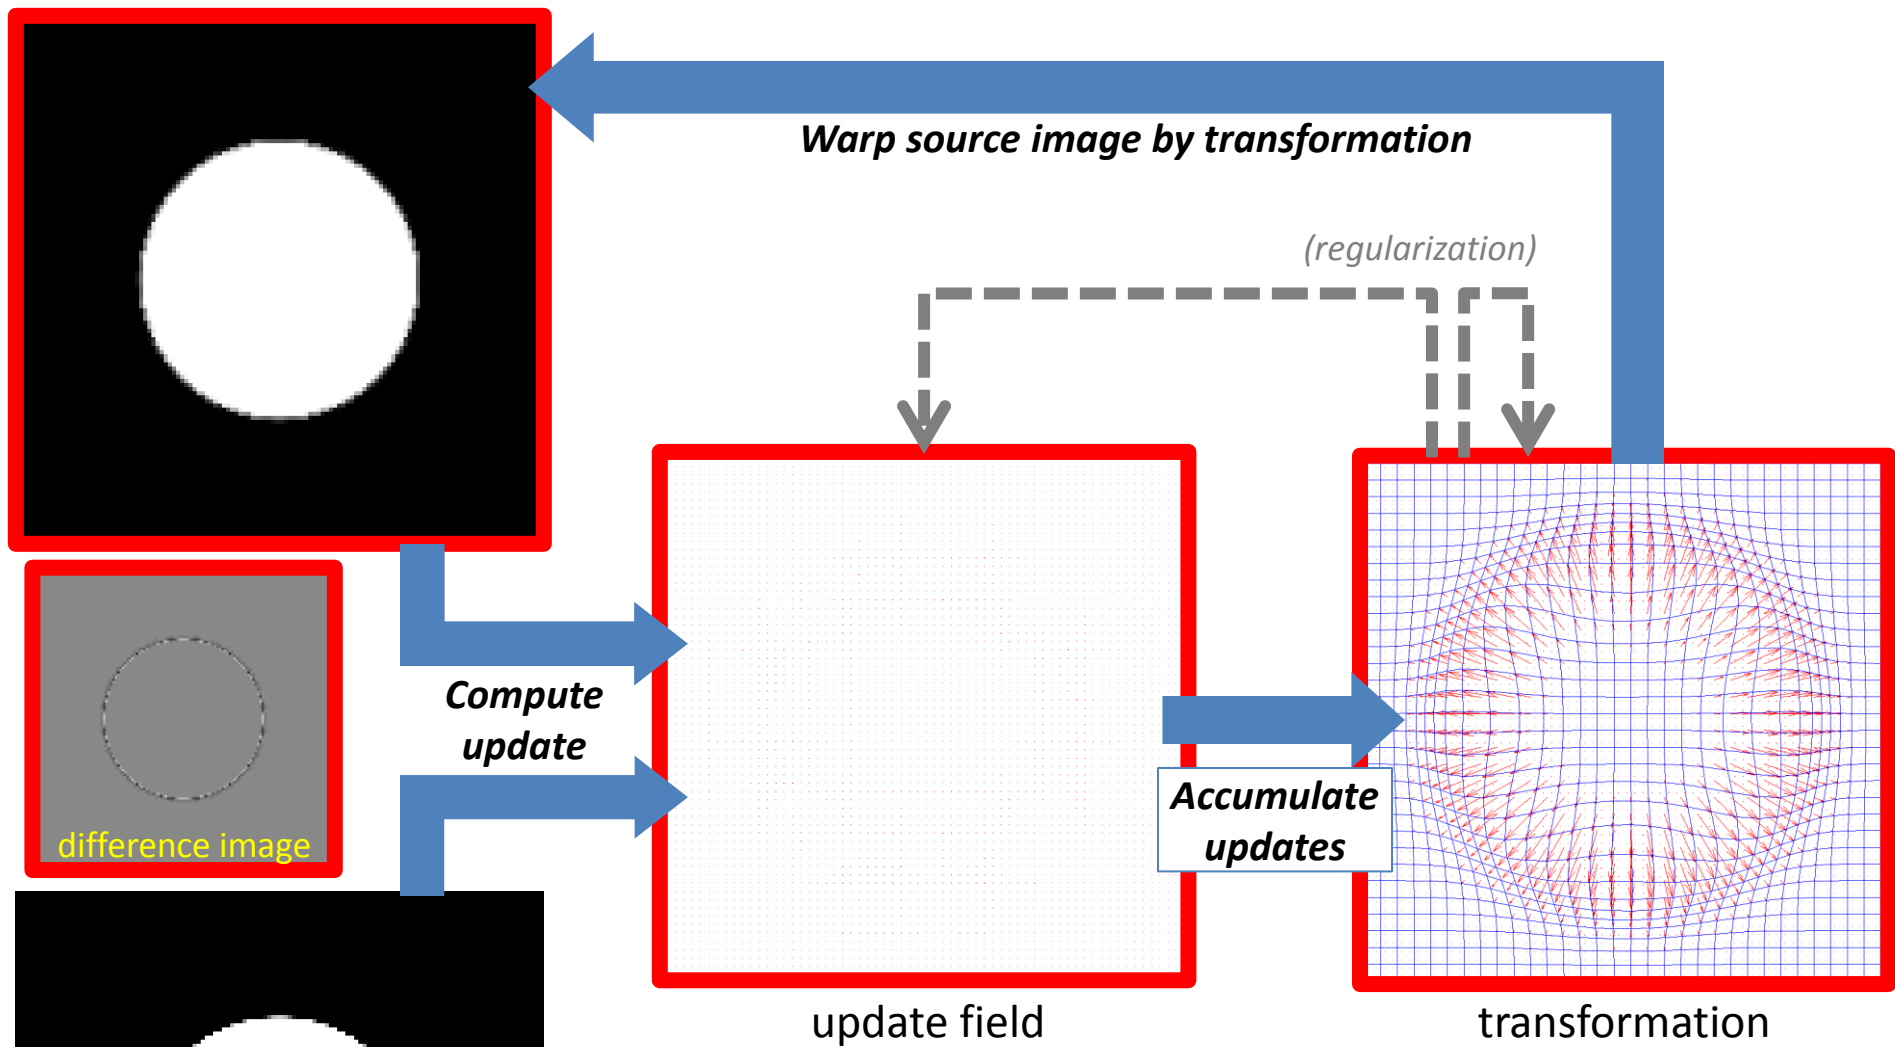 Warp source image by transformation
(regularization)
Compute
update
Accumulate
updates
difference image
update field
transformation